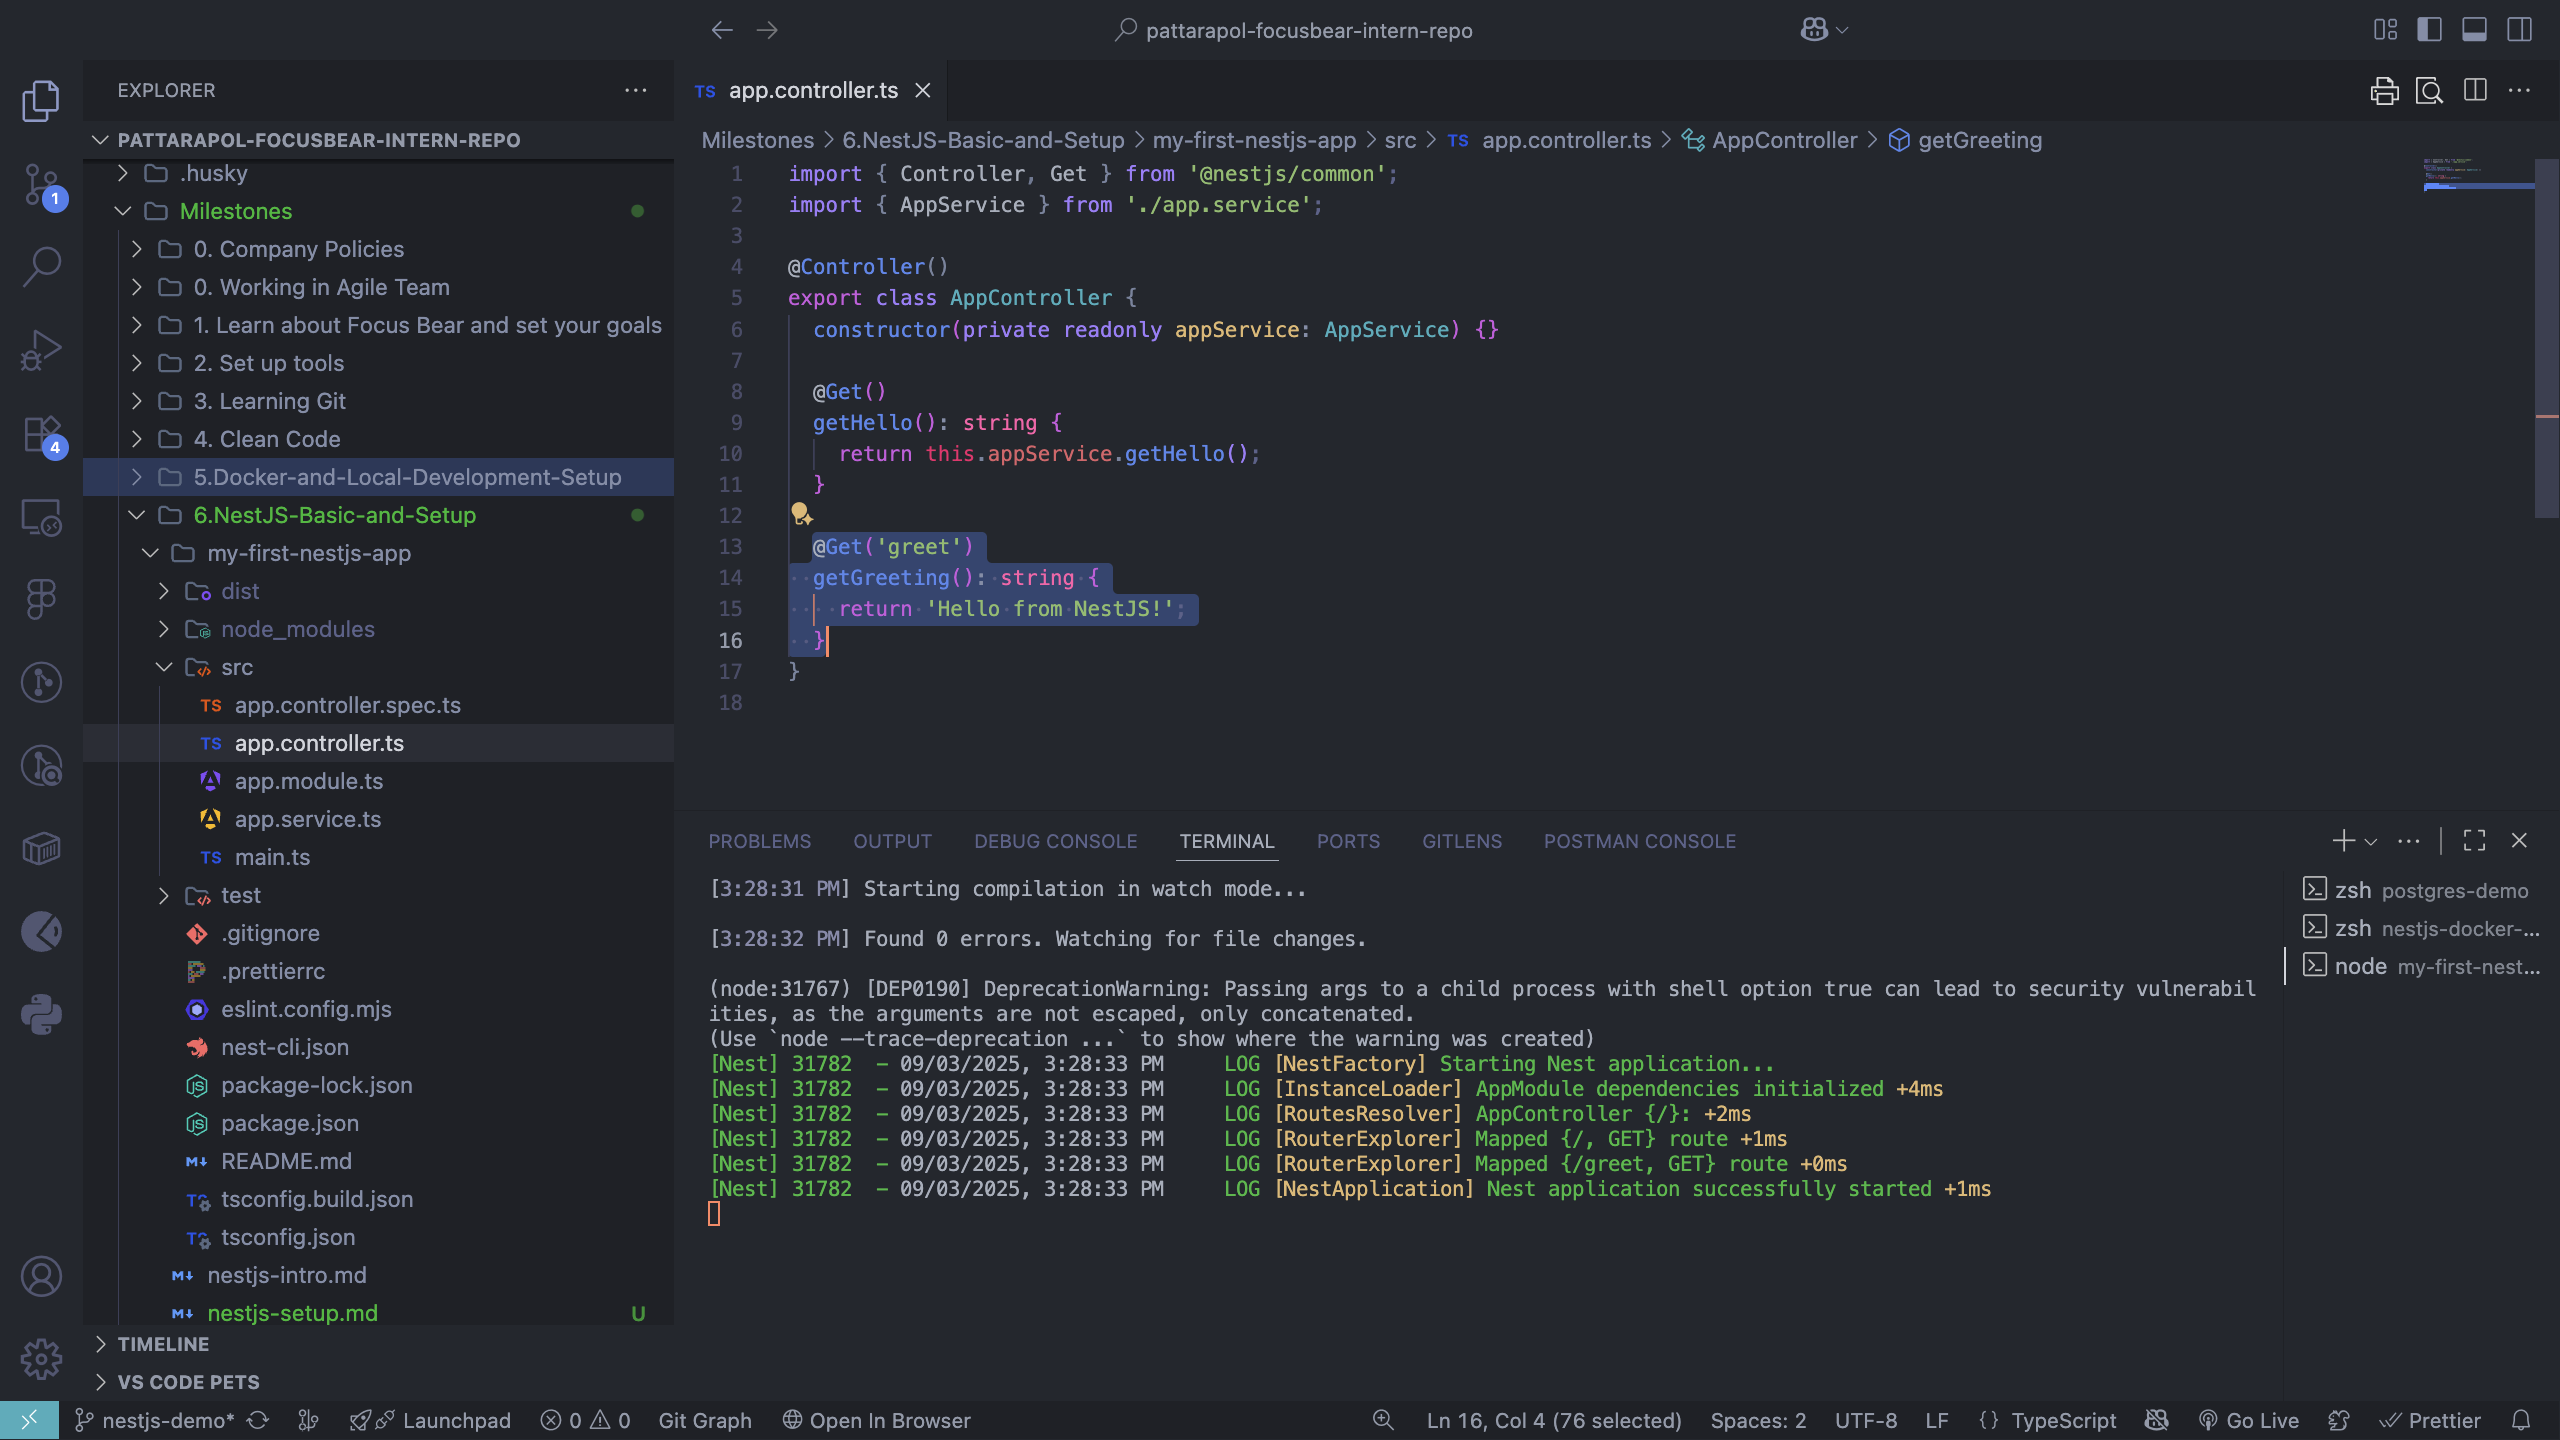 pattarapol-focusbear-intern-repo
EXPLORER
PATTARAPOL-FOCUSBEAR-INTERN-REPO
.husky
Milestones
0. Company Policies
0. Working in Agile Team
1. Learn about Focus Bear and set your goals
2. Set up tools
3. Learning Git
4. Clean Code
5.Docker-and-Local-Development-Setup
6.NestJS-Basic-and-Setup
my-first-nestjs-app
dist
node_modules
src
TS app.controller.spec.ts
TS app.controller.ts
app.module.ts
app.service.ts
TS main.ts
test
.gitignore
.prettierrc
eslint.config.mjs
nest-cli.json
package-lock.json
package.json
README.md
tsconfig.build.json
tsconfig.json
nestjs-intro.md
nestjs-setup.md U
TIMELINE
VS CODE PETS
1
4
TS app.controller.ts
Milestones > 6.NestJS-Basic-and-Setup > my-first-nestjs-app > src > TS app.controller.ts > AppController > getGreeting
1 import { Controller, Get } from '@nestjs/common';
2 import { AppService } from './app.service';
3
4 @Controller()
5 export class AppController {
6 constructor(private readonly appService: AppService) {}
7
8 @Get()
9 getHello(): string {
10 return this.appService.getHello();
11 }
12
13 @Get('greet')
14 getGreeting(): string {
15 return 'Hello from NestJS!';
16 }
17 }
18
PROBLEMS OUTPUT DEBUG CONSOLE TERMINAL PORTS GITLENS POSTMAN CONSOLE
[3:28:31 PM] Starting compilation in watch mode...
[3:28:32 PM] Found 0 errors. Watching for file changes.
(node:31767) [DEP0190] DeprecationWarning: Passing args to a child process with shell option true can lead to security vulnerabil
ities, as the arguments are not escaped, only concatenated.
(Use `node --trace-deprecation ...` to show where the warning was created)
[Nest] 31782 - 09/03/2025, 3:28:33 PM LOG [NestFactory] Starting Nest application...
[Nest] 31782 - 09/03/2025, 3:28:33 PM LOG [InstanceLoader] AppModule dependencies initialized +4ms
[Nest] 31782 - 09/03/2025, 3:28:33 PM LOG [RoutesResolver] AppController {/}: +2ms
[Nest] 31782 - 09/03/2025, 3:28:33 PM LOG [RouterExplorer] Mapped {/, GET} route +1ms
[Nest] 31782 - 09/03/2025, 3:28:33 PM LOG [RouterExplorer] Mapped {/greet, GET} route +0ms
[Nest] 31782 - 09/03/2025, 3:28:33 PM LOG [NestApplication] Nest application successfully started +1ms
zsh postgres-demo
zsh nestjs-docker-...
node my-first-nest...
nestjs-demo* Launchpad 0 0 Git Graph Open In Browser Ln 16, Col 4 (76 selected) Spaces: 2 UTF-8 LF {} TypeScript Go Live Prettier